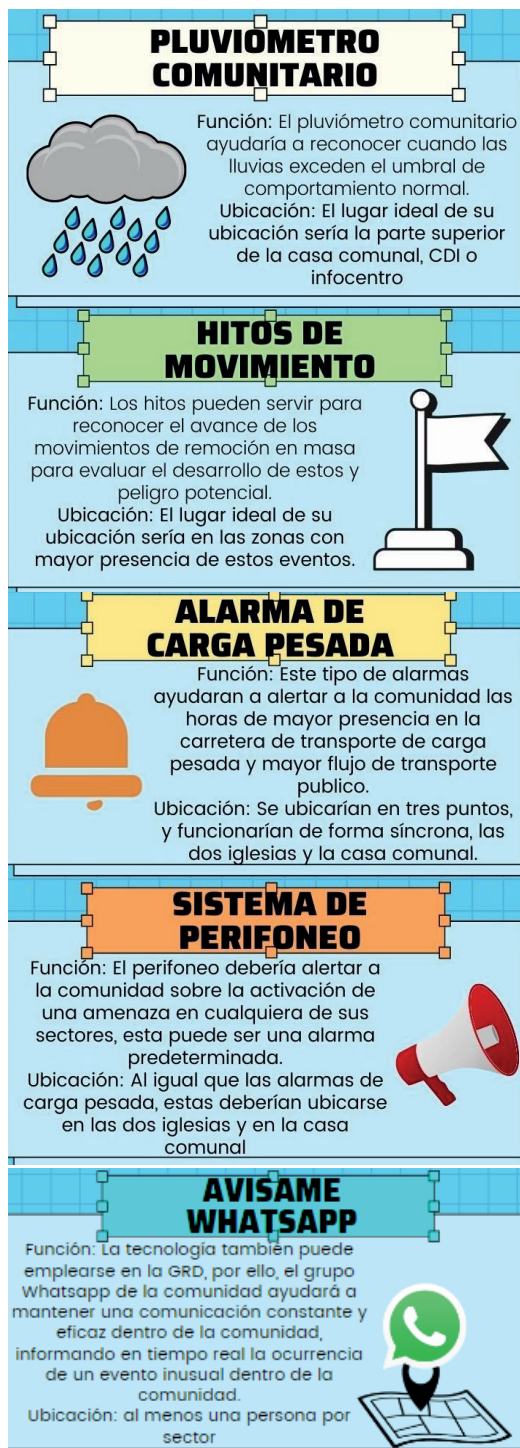 PLUVIOMETRO
COMUNITARIO
Función: El pluviómetro comunitario
ayudaría a reconocer cuando las
lluvias exceden el umbral de
comportamiento normal.
Ubicación: El lugar ideal de su
ubicación sería la parte superior
de la casa comunal, CDI o
infocentro
HITOS DE
MOVIMIENTO
Función: Los hitos pueden servir para
reconocer el avance de los
movimientos de remoción en masa
para evaluar el desarrollo de estos y
peligro potencial.
Ubicación: El lugar ideal de su
ubicación sería en las zonas con
mayor presencia de estos eventos.
ALARMA DE
CARGA PESADA
Función: Este tipo de alarmas
ayudaran a alertar a la comunidad las
horas de mayor presencia en la
carretera de transporte de carga
pesada y mayor flujo de transporte
publico.
Ubicación: Se ubicarían en tres puntos,
y funcionarían de forma síncrona, las
dos iglesias y la casa comunal.
SISTEMA DE
PERIFONEO
Función: El perifoneo debería alertar a
la comunidad sobre la activación de
una amenaza en cualquiera de sus
sectores, esta puede ser una alarma
predeterminada.
Ubicación: Al igual que las alarmas de
carga pesada, estas deberían ubicarse
en las dos iglesias y en la casa
comunal
AVISAME
WHATSAPP
Función: La tecnología también puede
emplearse en la GRD, por ello, el grupo
Whatsapp de la comunidad ayudará a
mantener una comunicación constante y
eficaz dentro de la comunidad,
informando en tiempo real la ocurrencia
de un evento inusual dentro de la
comunidad.
Ubicación: al menos una persona por
sector